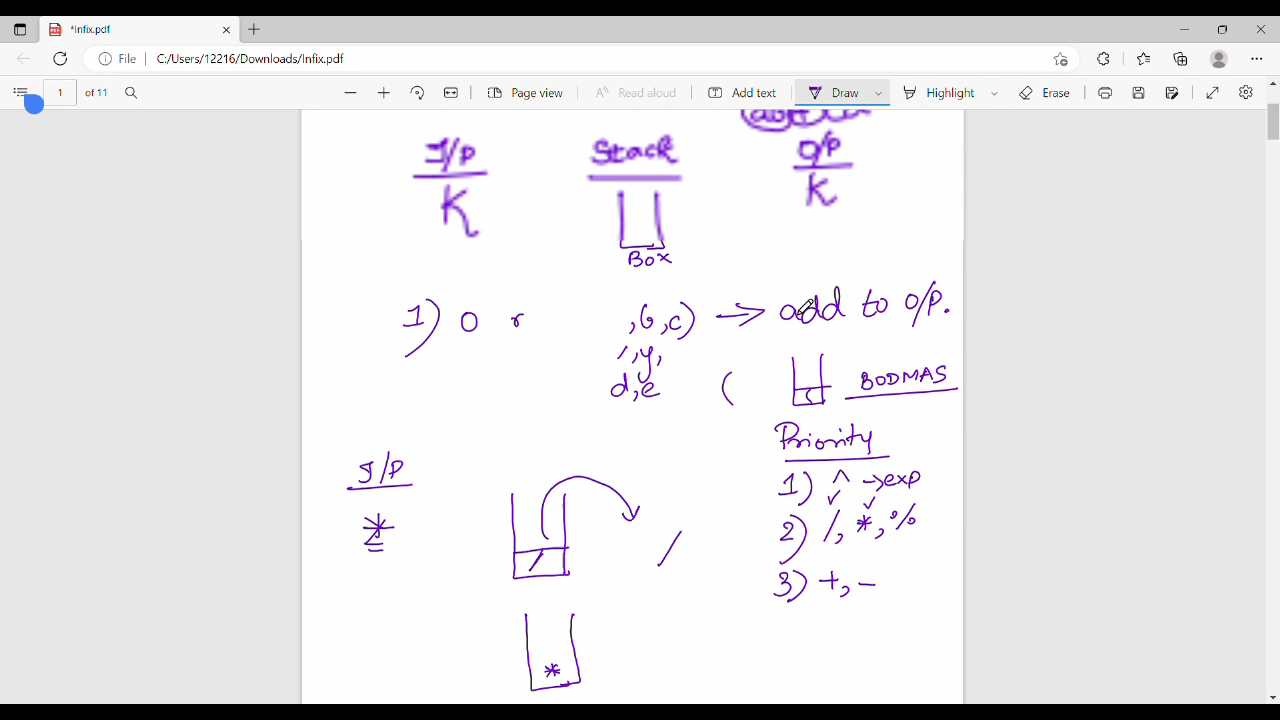 *Infix.pdf
File C:/Users/12216/Downloads/Infix.pdf
1 of 11 Page view Read aloud Add text Draw Highlight Erase
I/p Stack O/p
K K
Box
1) O r , b, c) → add to O/P.
, y,
d, e ( ( BODMAS
Priority
I/P
1) ^ → exp
*
2) /, *, %
/ /
3) +, -
*